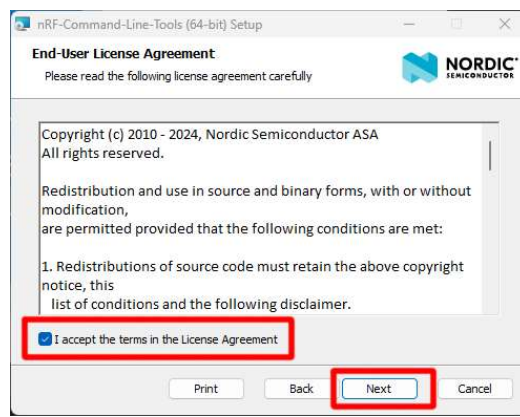 nRF-Command-Line-Tools (64-bit) Setup
End-User License Agreement
Please read the following license agreement carefully
NORDIC
SEMICONDUCTOR
Copyright (c) 2010 - 2024, Nordic Semiconductor ASA
All rights reserved.
Redistribution and use in source and binary forms, with or without
modification,
are permitted provided that the following conditions are met:
1. Redistributions of source code must retain the above copyright
notice, this
list of conditions and the following disclaimer.
I accept the terms in the License Agreement
Print
Back
Next
Cancel